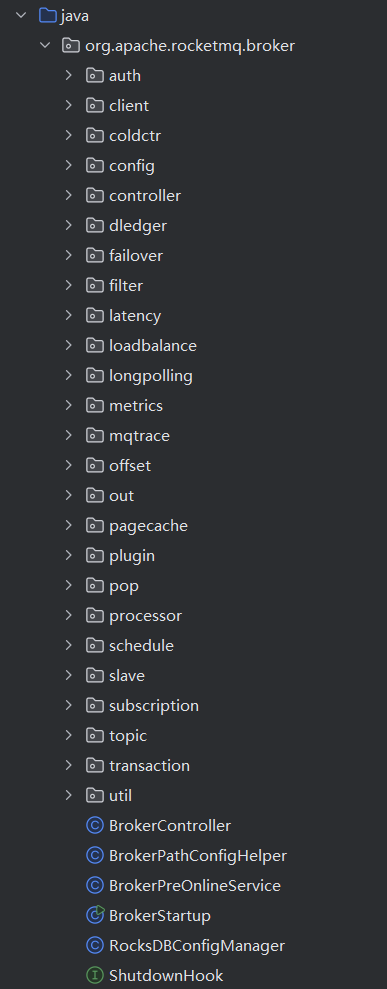 java
org.apache.rocketmq.broker
auth
client
coldctr
config
controller
dledger
failover
filter
latency
loadbalance
longpolling
metrics
mqtrace
offset
out
pagecache
plugin
pop
processor
schedule
slave
subscription
topic
transaction
util
C BrokerController
C BrokerPathConfigHelper
C BrokerPreOnlineService
C BrokerStartup
C RocksDBConfigManager
I ShutdownHook